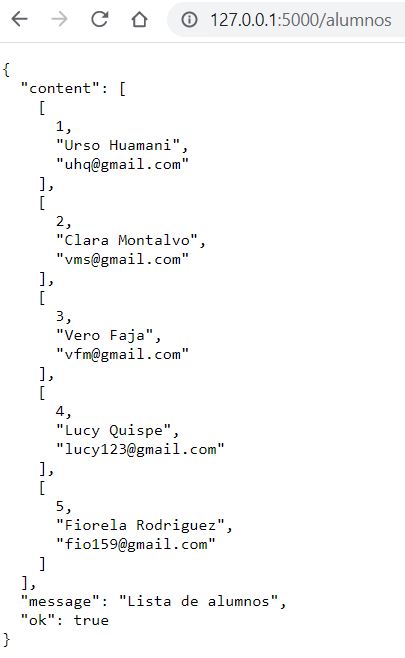 127.0.0.1:5000/alumnos
{
  "content": [
    [
      1,
      "Urso Huamani",
      "uhq@gmail.com"
    ],
    [
      2,
      "Clara Montalvo",
      "vms@gmail.com"
    ],
    [
      3,
      "Vero Faja",
      "vfm@gmail.com"
    ],
    [
      4,
      "Lucy Quispe",
      "lucy123@gmail.com"
    ],
    [
      5,
      "Fiorela Rodriguez",
      "fio159@gmail.com"
    ]
  ],
  "message": "Lista de alumnos",
  "ok": true
}